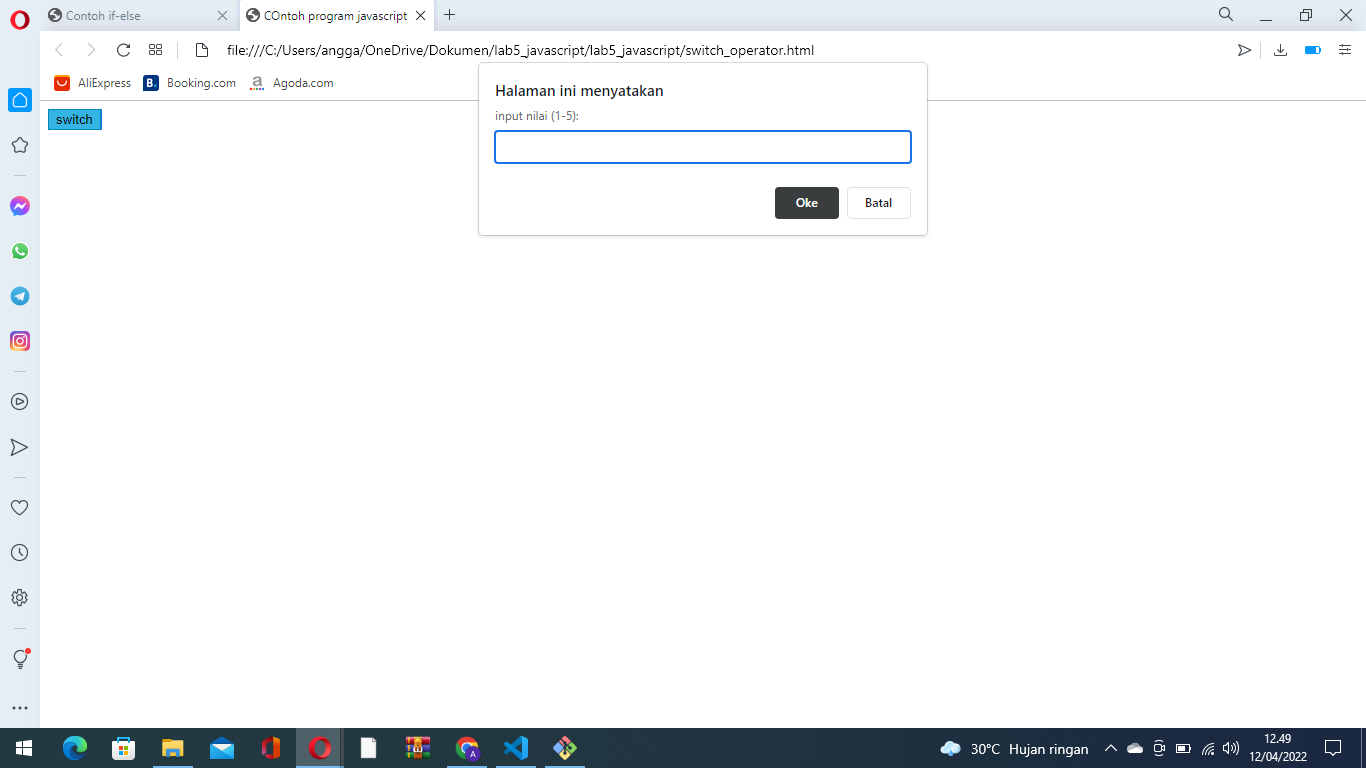 Contoh if-else
COntoh program javascript
file:///C:/Users/angga/OneDrive/Dokumen/lab5_javascript/lab5_javascript/switch_operator.html
AliExpress
B.
Booking.com
a
Agoda.com
Halaman ini menyatakan
input nilai (1-5):
Oke
Batal
switch
A
30°C Hujan ringan
12.49
12/04/2022